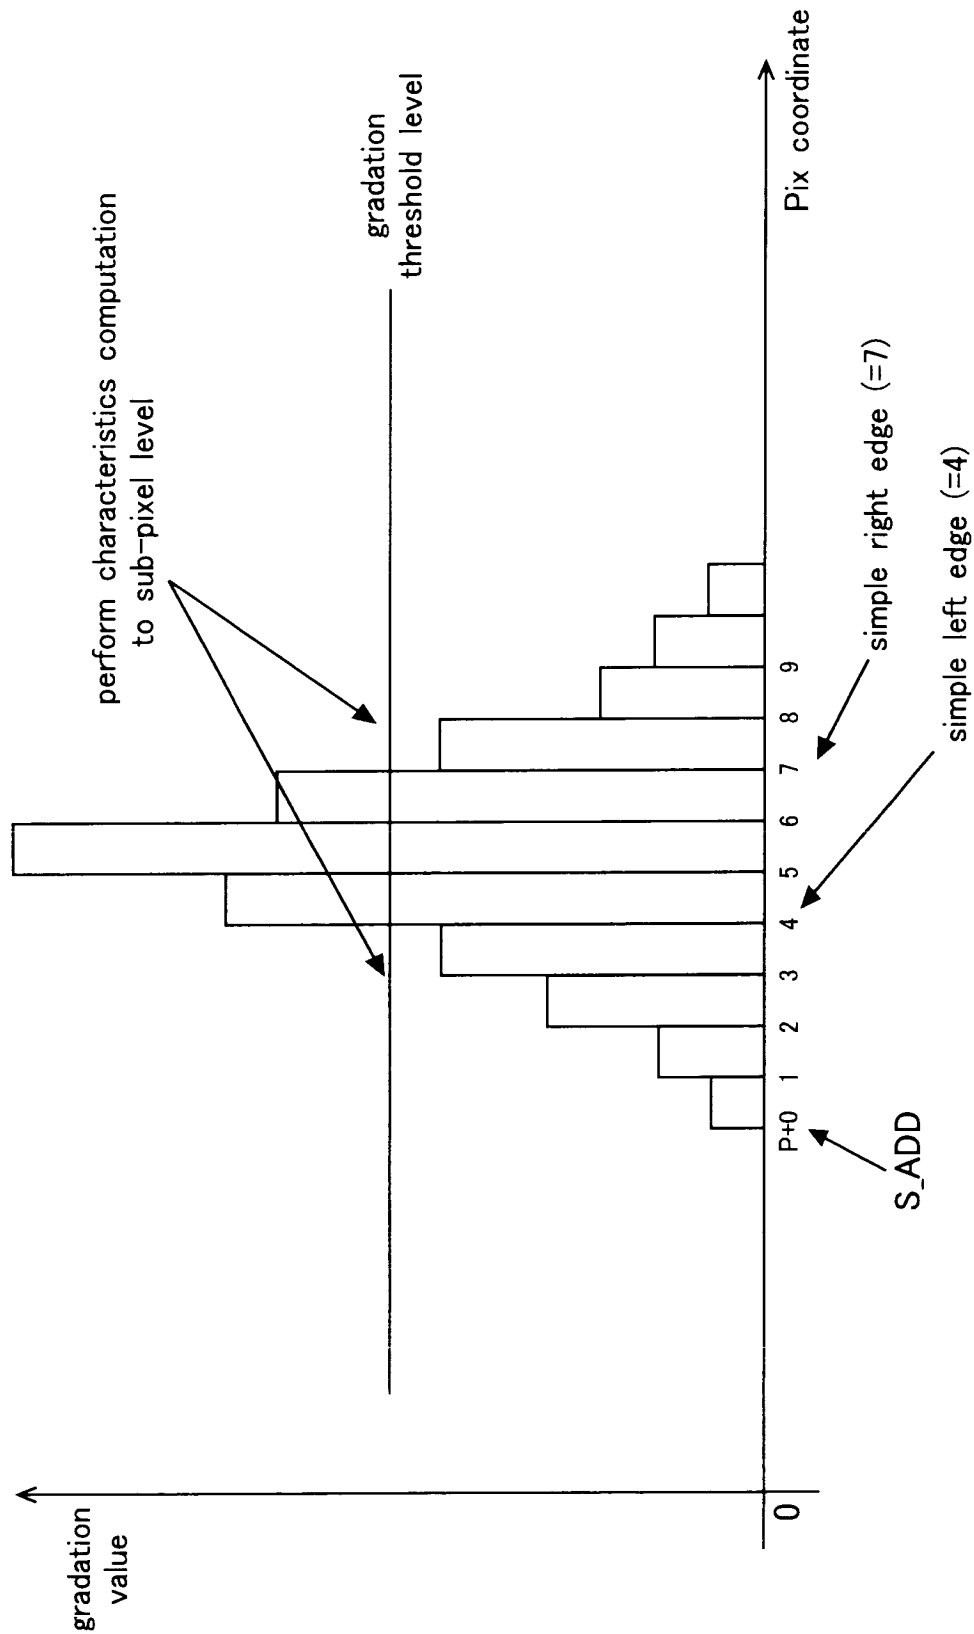 gradation
value
perform characteristics computation
to sub-pixel level
gradation
threshold level
0
P+0 1 2 3 4 5 6 7 8 9
Pix coordinate
S_ADD
simple right edge (=7)
simple left edge (=4)